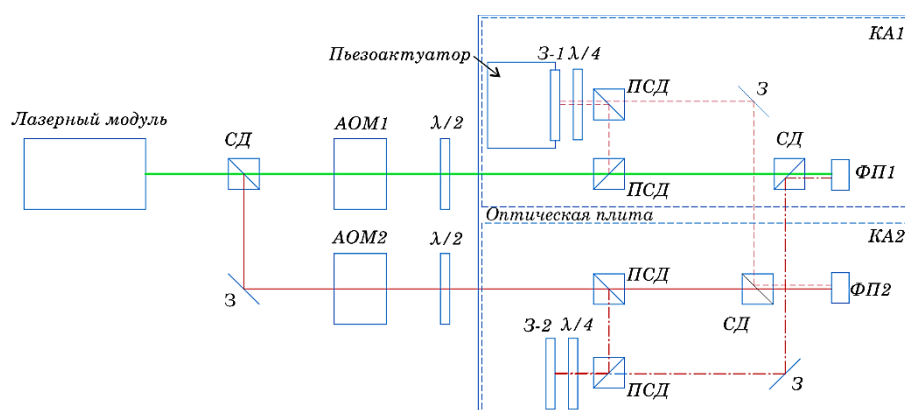 КА1
Пьезоактуатор
З-1 λ/4
ПСД
З
Лазерный модуль
СД
АОМ1
λ/2
СД
ФП1
ПСД
Оптическая плита
КА2
АОМ2
λ/2
ПСД
З
ФП2
СД
З-2 λ/4
ПСД
З